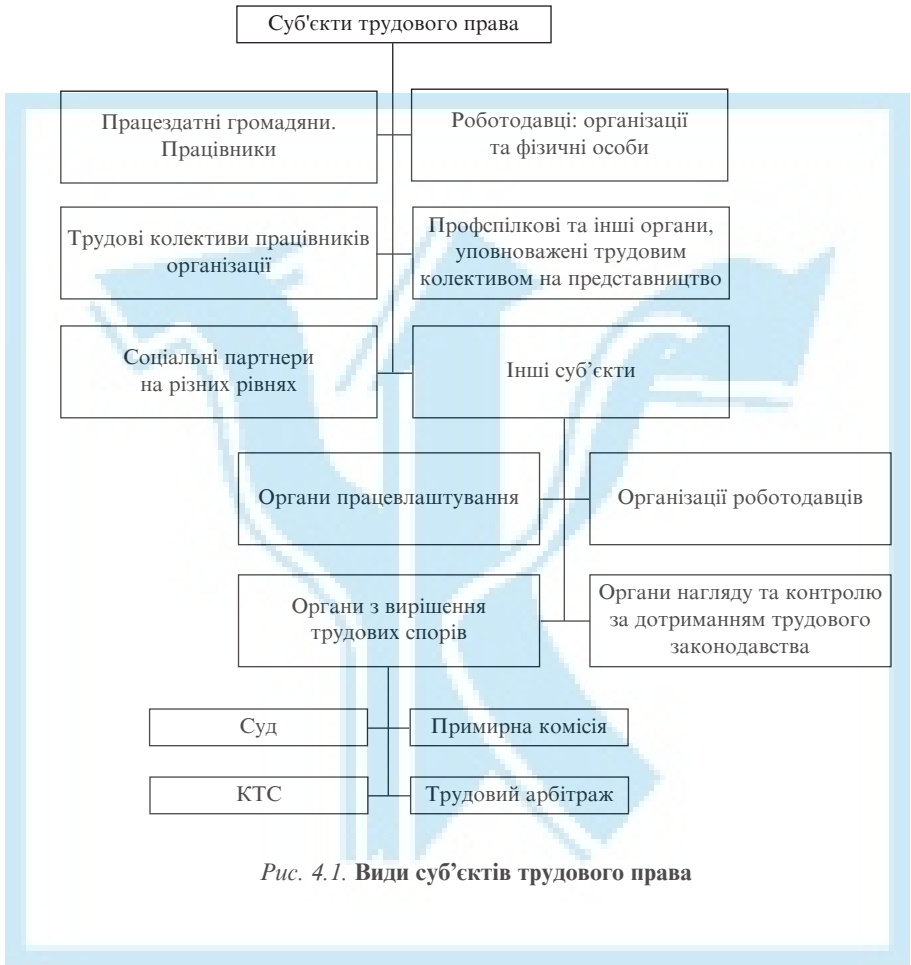 Суб'єкти трудового права
Працездатні громадяни.
Працівники
Роботодавці: організації
та фізичні особи
Трудові колективи працівників
організації
Профспілкові та інші органи,
уповноважені трудовим
колективом на представництво
Соціальні партнери
на різних рівнях
Інші суб’єкти
Органи працевлаштування
Організації роботодавців
Органи з вирішення
трудових спорів
Органи нагляду та контролю
за дотриманням трудового
законодавства
Суд
Примирна комісія
КТС
Трудовий арбітраж
Рис. 4.1. Види суб’єктів трудового права